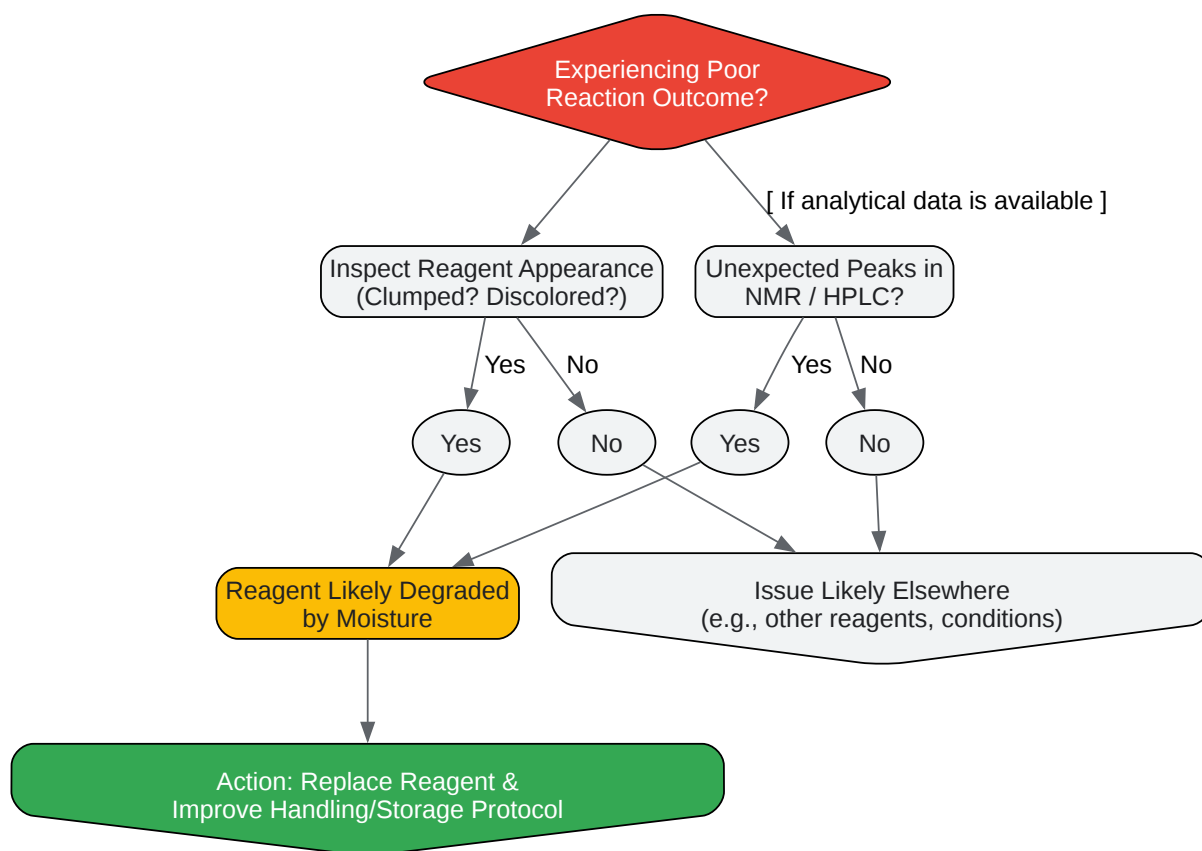 Experiencing Poor
Reaction Outcome?
[ If analytical data is available ]
Inspect Reagent Appearance
(Clumped? Discolored?)
Unexpected Peaks in
NMR / HPLC?
Yes
No
Yes
No
Yes
No
Yes
No
Reagent Likely Degraded
by Moisture
Issue Likely Elsewhere
(e.g., other reagents, conditions)
Action: Replace Reagent &
Improve Handling/Storage Protocol